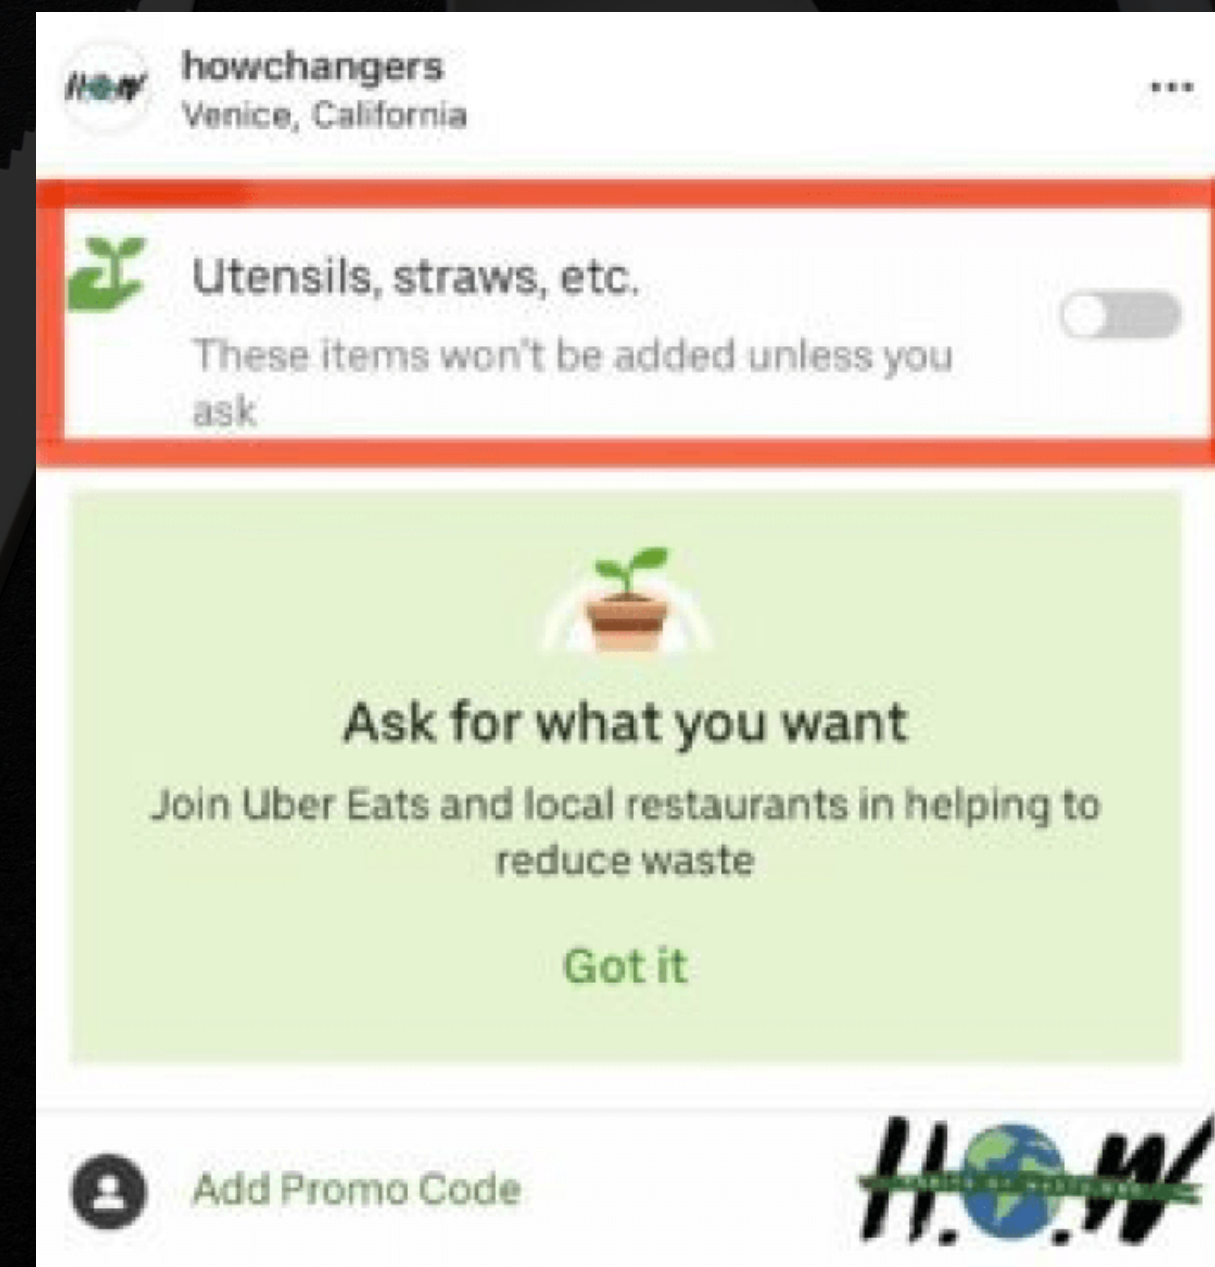 H.O.W
howchangers
Venice, California
Utensils, straws, etc.
These items won't be added unless you
ask
Ask for what you want
Join Uber Eats and local restaurants in helping to
reduce waste
Got it
Add Promo Code
H.O.W